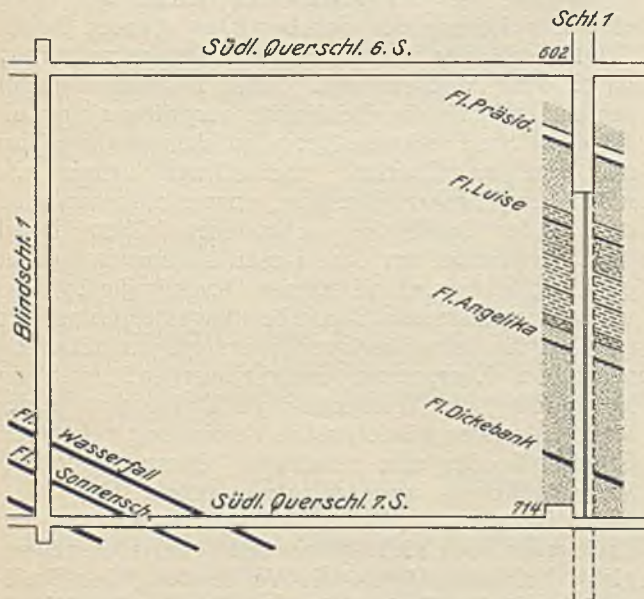 Schl. 1
Südl. Querschl. 6. S.
602
Fl. Präsid.
Fl. Luise
Blindschl. 1
Fl. Angelika
Fl. Dickebank
Fl. Wasserfall
Fl. Sonnensch.
Südl. Querschl. 7. S.
714